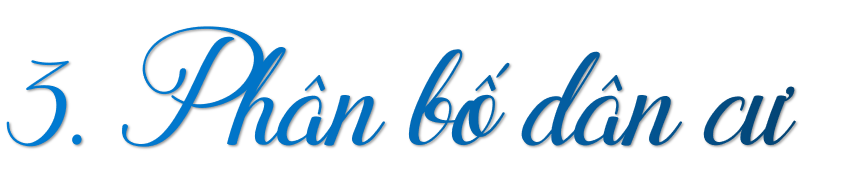 3. Phân bố dân cư